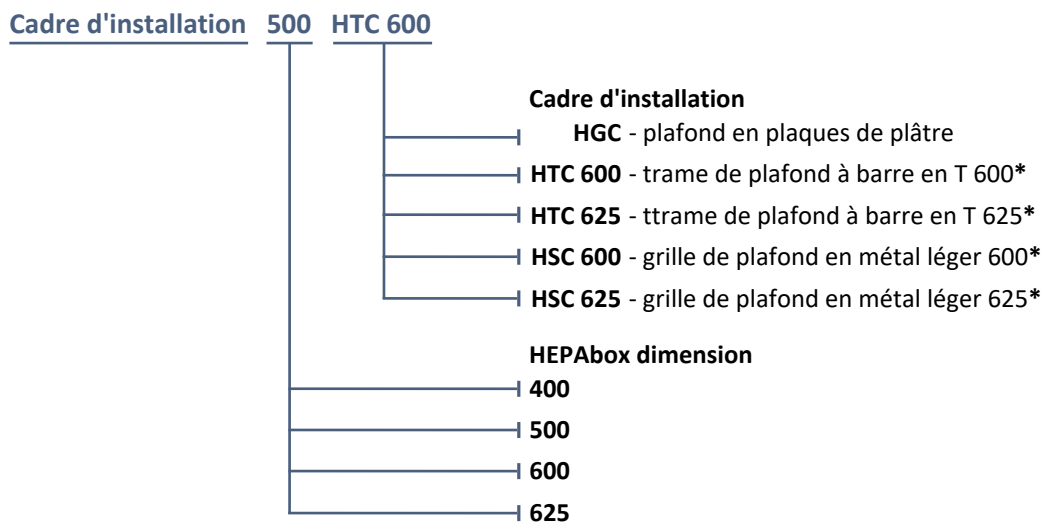 Cadre d'installation 500 HTC 600
Cadre d'installation
HGC - plafond en plaques de plâtre
HTC 600 - trame de plafond à barre en T 600*
HTC 625 - ttrame de plafond à barre en T 625*
HSC 600 - grille de plafond en métal léger 600*
HSC 625 - grille de plafond en métal léger 625*
HEPAbox dimension
400
500
600
625